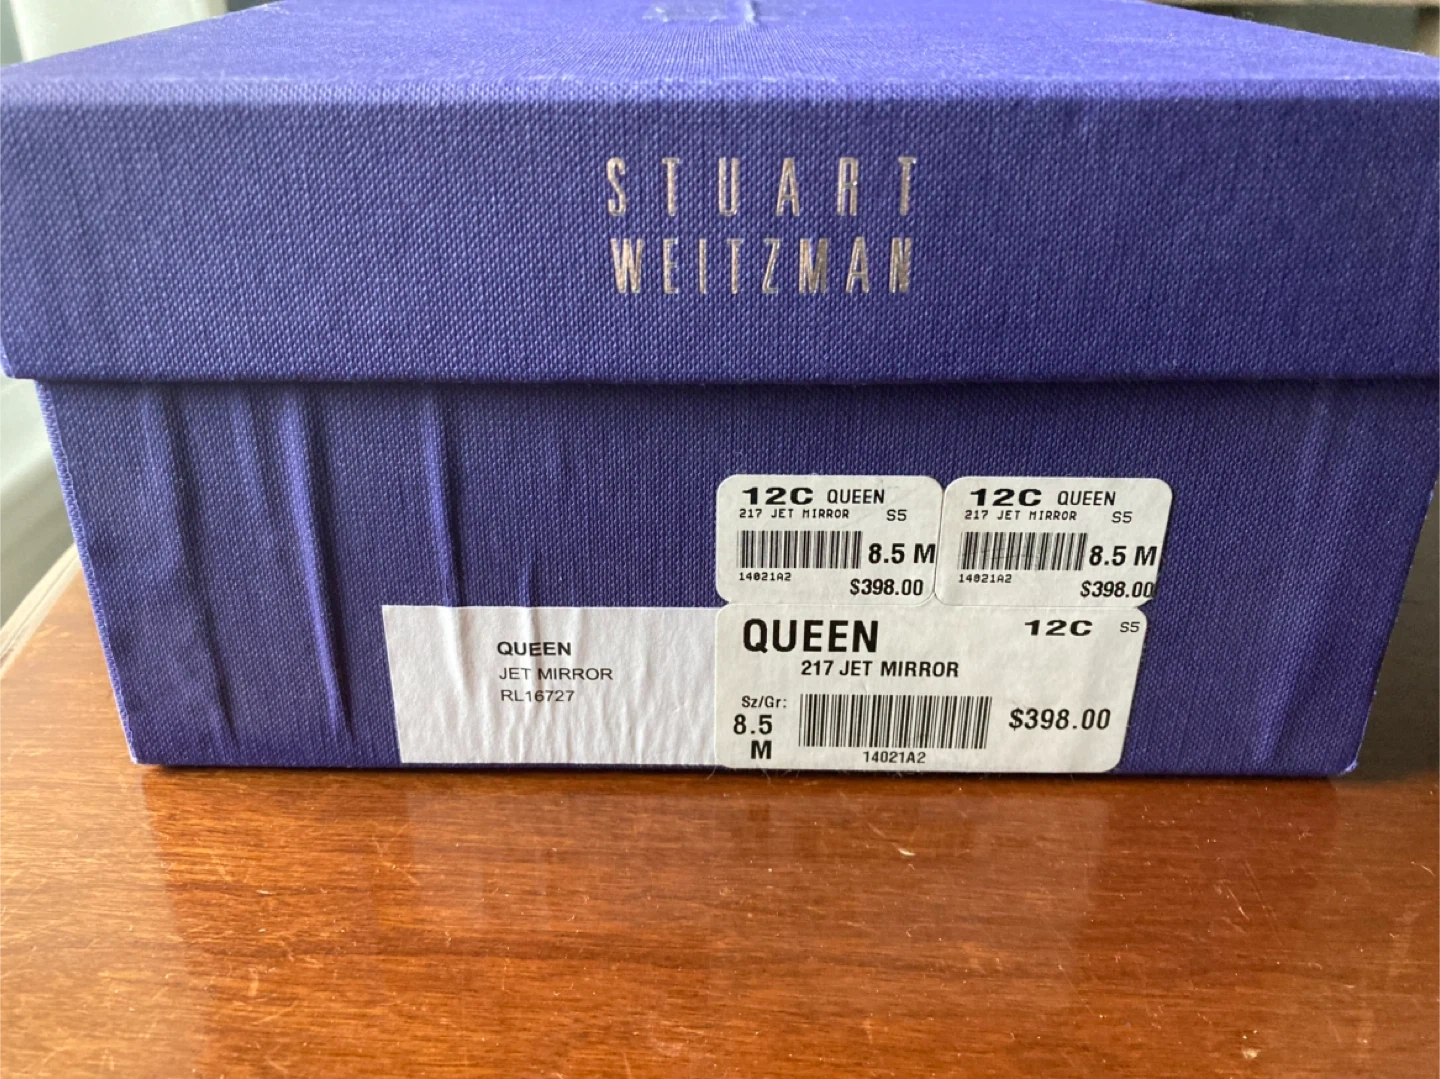 STUART
WEITZMAN
12C QUEEN
217 JET MIRROR S5
8.5 M
14021A2
$398.00
12C QUEEN
217 JET MIRROR S5
8.5 M
14021A2
$398.00
QUEEN
JET MIRROR
RL16727
QUEEN 12C S5
217 JET MIRROR
Sz/Gr:
8.5
M
$398.00
14021A2